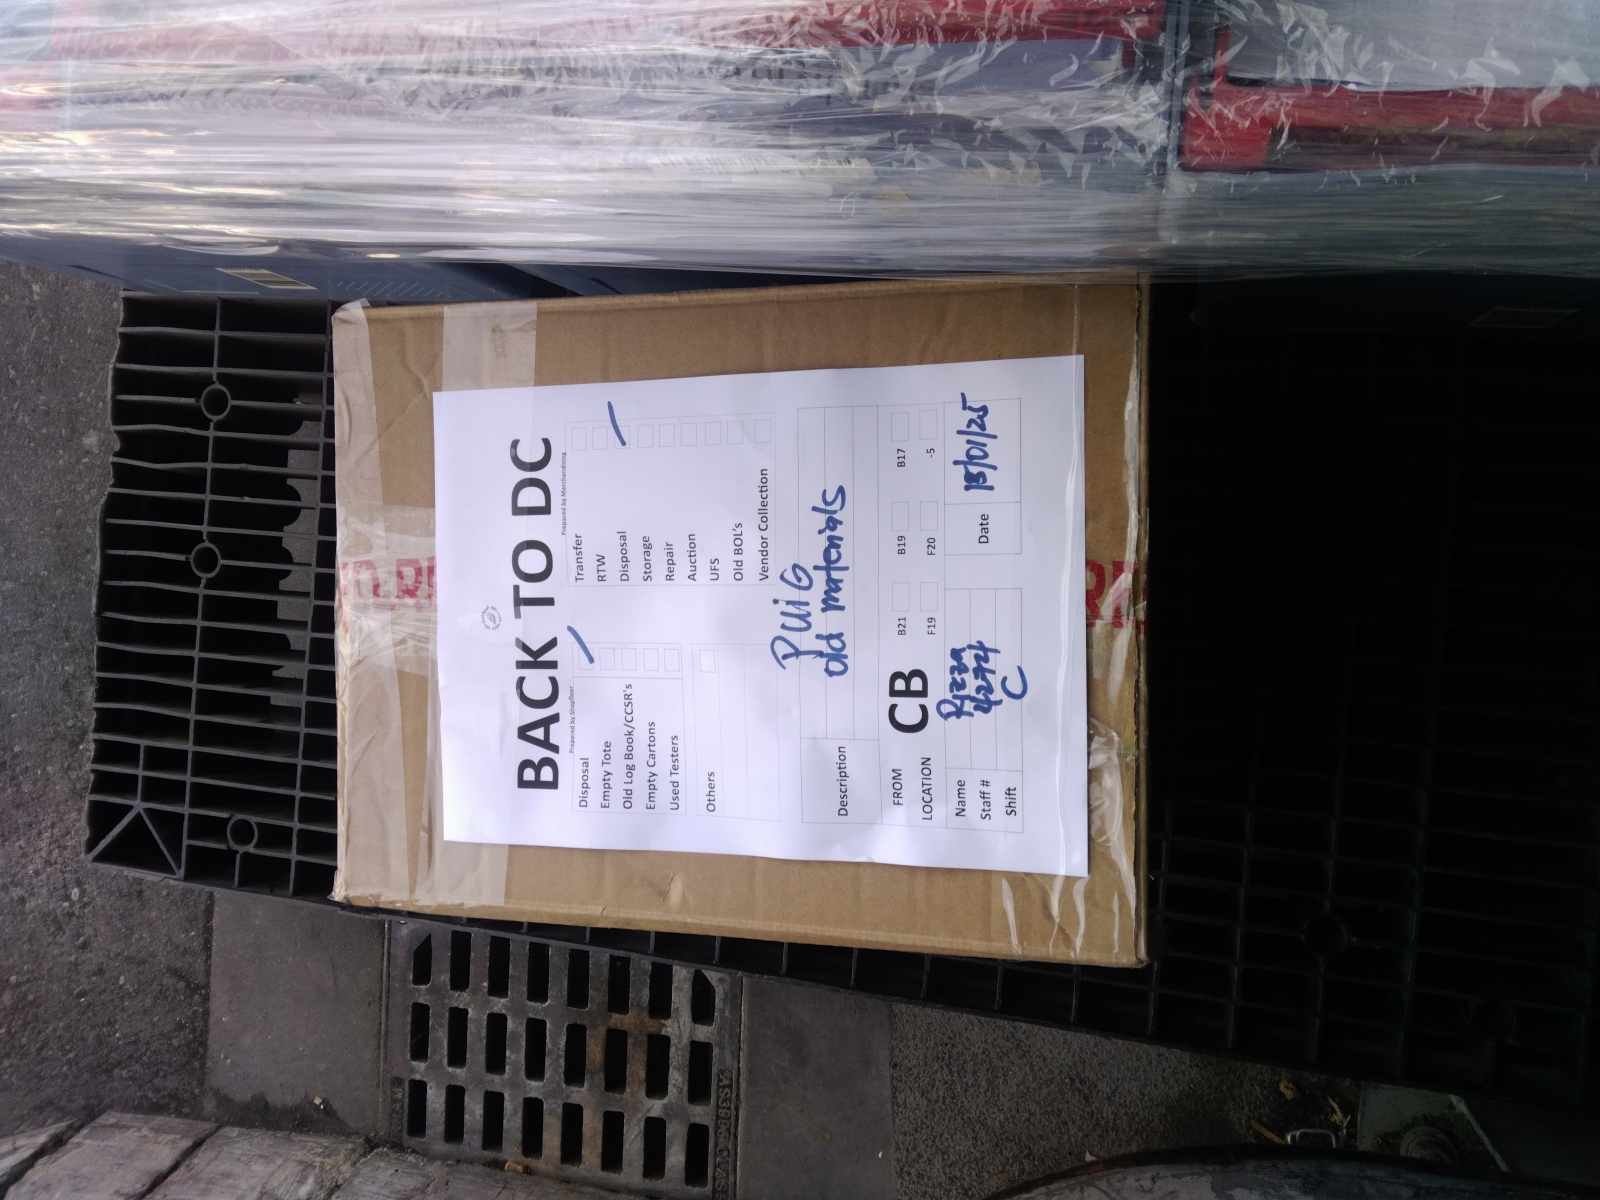 BACK TO DC
Prepared by Shopfloor
Disposal
Empty Tote
Old Log Book/CCSR's
Empty Cartons
Used Testers
Others
Prepared by Merchandising
Transfer
RTW
Disposal
Storage
Repair
Auction
UFS
Old BOL's
Vendor Collection
Description
PUiG
old materials
FROM
LOCATION
CB
B21 B19 B17
F19 F20 -5
Name Pizza
Staff #
Shift C
Date 15/01/25